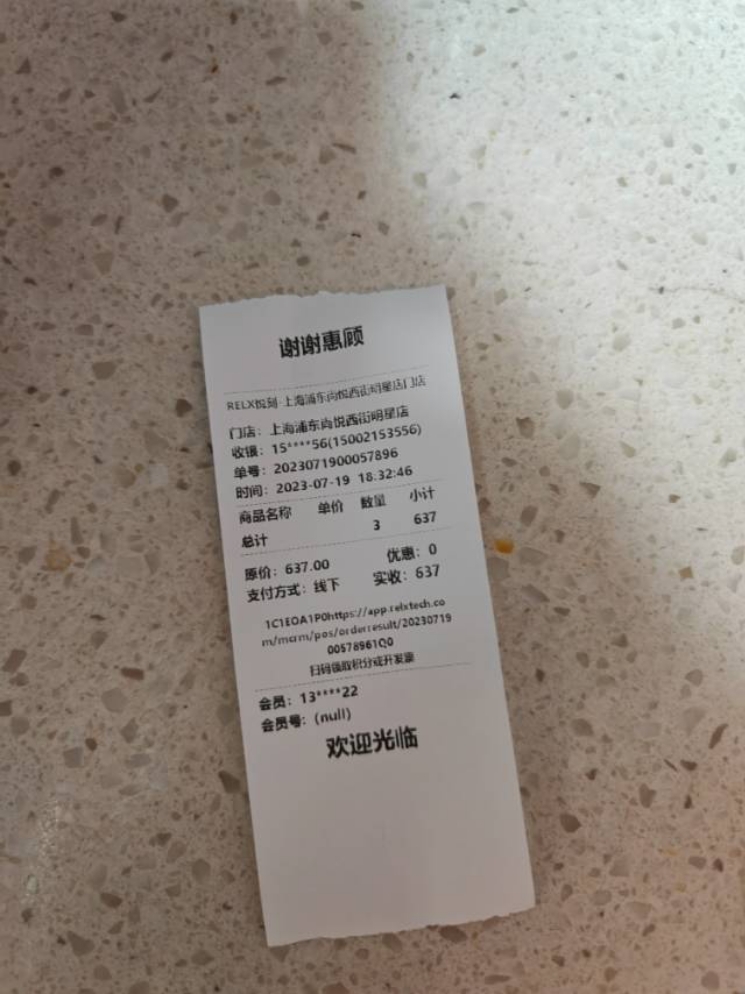 谢谢惠顾
RELX悦刻-上海浦东尚悦西街明星店门店
门店：上海浦东尚悦西街明星店
收银：15****56(15002153556)
单号：2023071900057896
时间：2023-07-19 18:32:46
商品名称 单价 数量 小计
总计 3 637
原价：637.00 优惠：0
支付方式：线下 实收：637
1C1EOA1P0https://app.relxtech.co
m/mcrm/pos/orderresult/20230719
00578961Q0
扫码领取积分或开发票
会员：13****22
会员号：(null)
欢迎光临